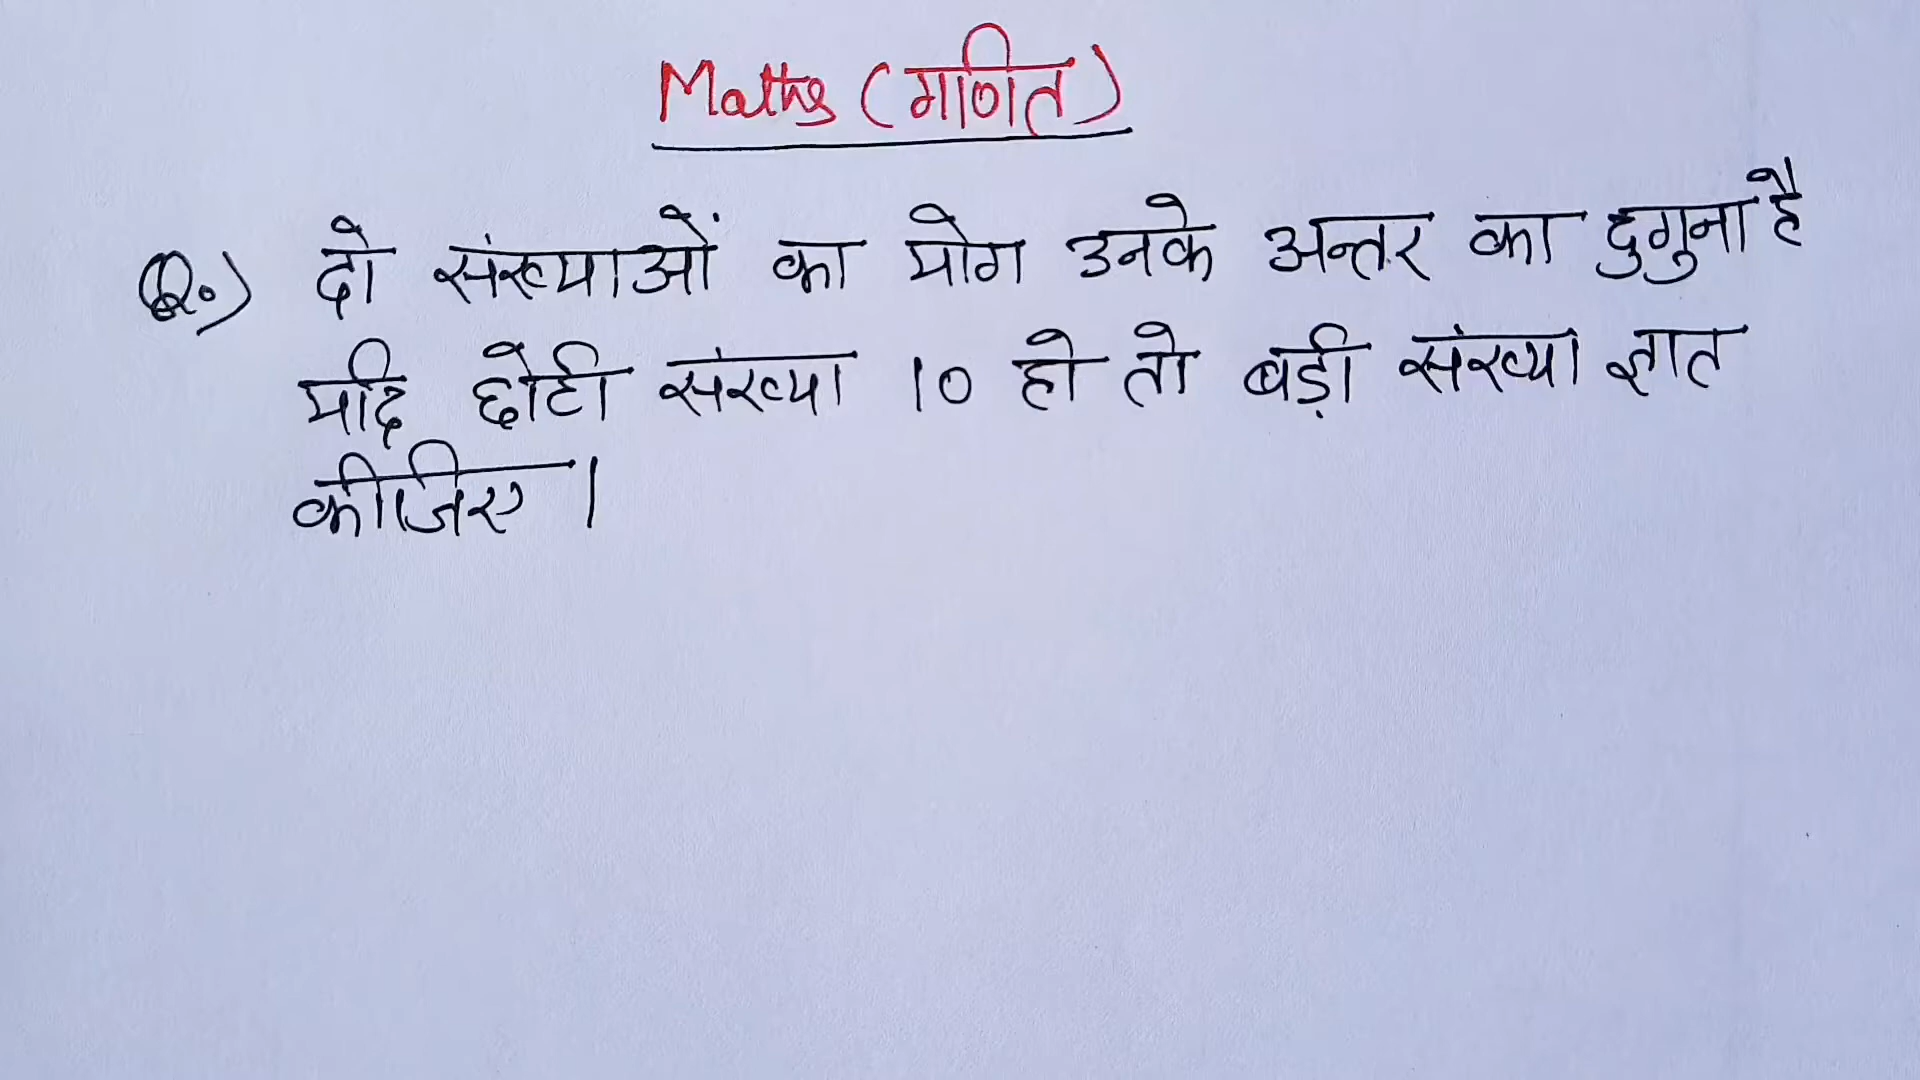 Maths (गणित)
Q.) दो संख्याओं का योग उनके अन्तर का दुगुना है
यदि छोटी संख्या 10 हो तो बड़ी संख्या ज्ञात
कीजिए।